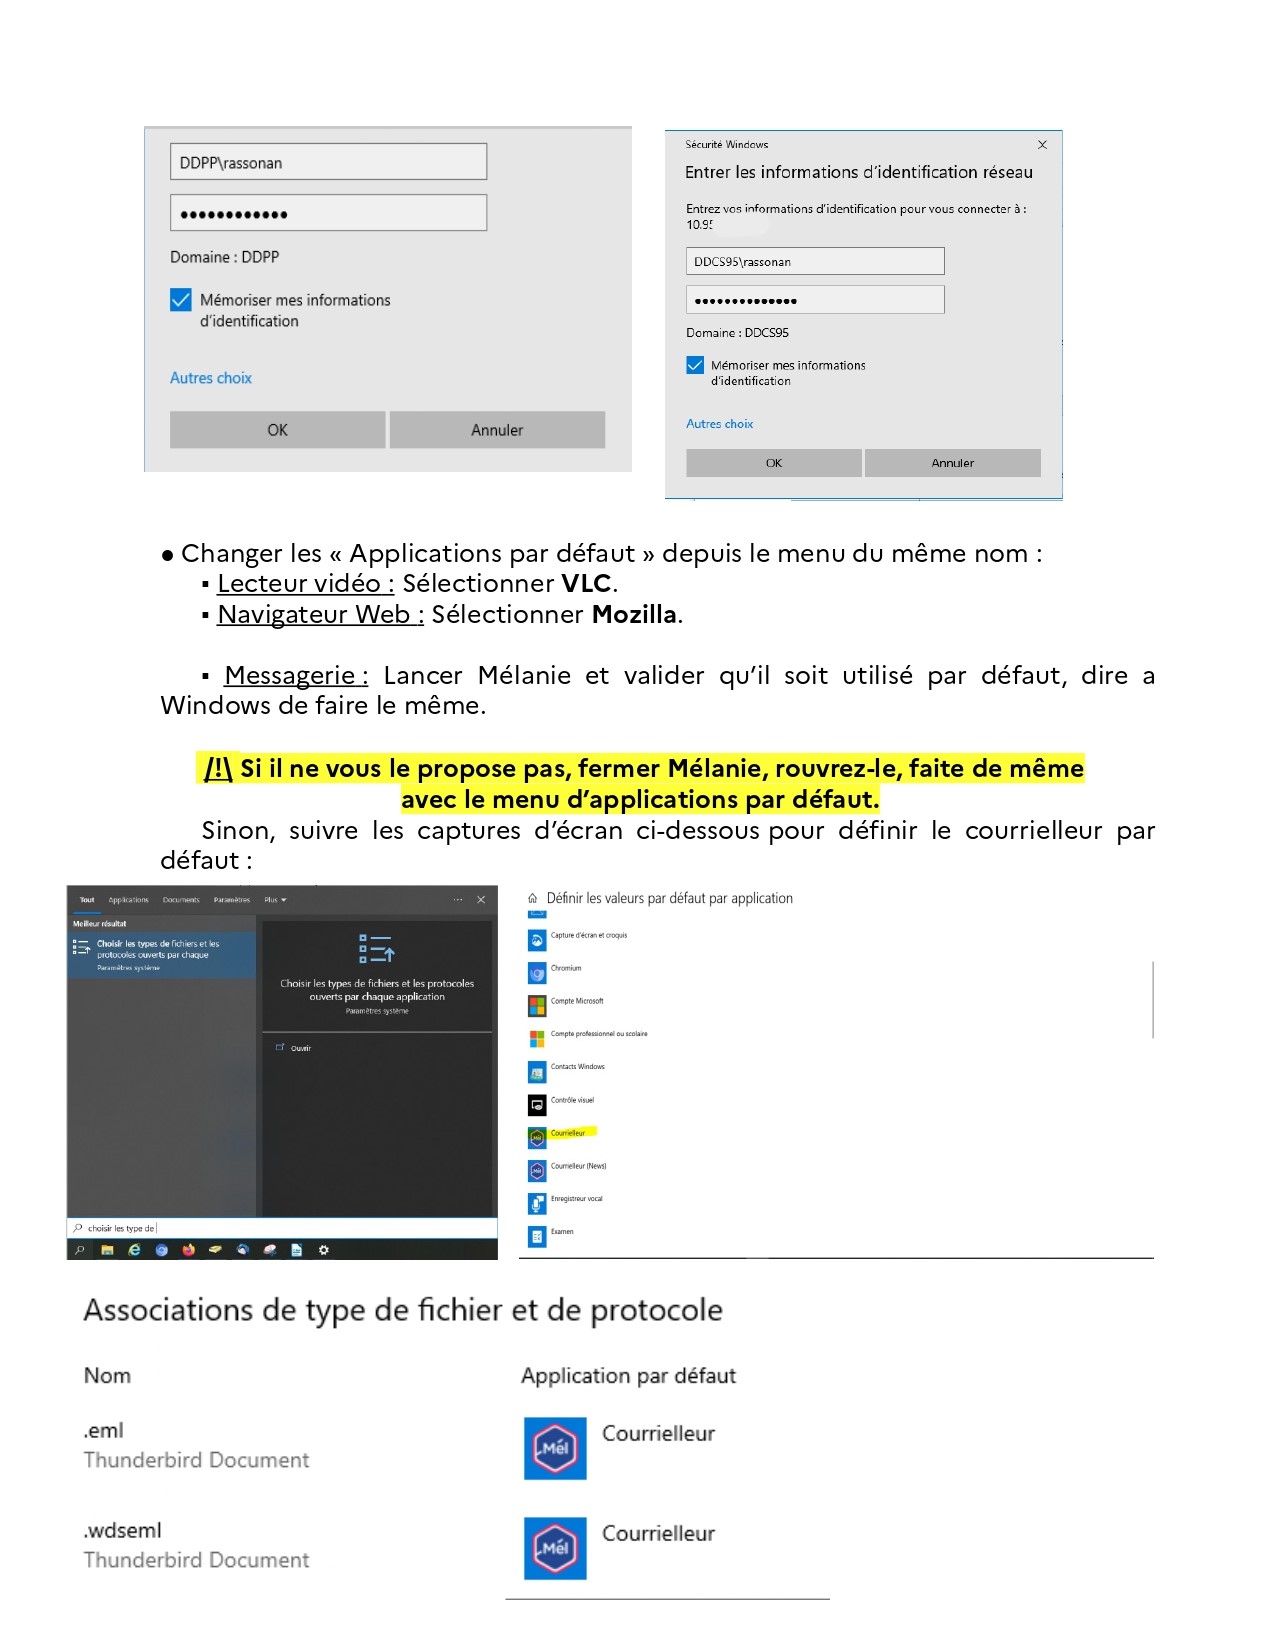 DDPP\rassonan
●●●●●●●●●●●●
Domaine : DDPP
Mémoriser mes informations
d'identification
Autres choix
OK
Annuler
Sécurité Windows
Entrer les informations d'identification réseau
Entrez vos informations d'identification pour vous connecter à :
10.95
DDCS95\rassonan
●●●●●●●●●●●●●●
Domaine : DDCS95
Mémoriser mes informations
d'identification
Autres choix
OK
Annuler
● Changer les « Applications par défaut » depuis le menu du même nom :
▪ Lecteur vidéo : Sélectionner VLC.
▪ Navigateur Web : Sélectionner Mozilla.
▪ Messagerie : Lancer Mélanie et valider qu'il soit utilisé par défaut, dire a
Windows de faire le même.
/!\ Si il ne vous le propose pas, fermer Mélanie, rouvrez-le, faite de même
avec le menu d'applications par défaut.
Sinon, suivre les captures d'écran ci-dessous pour définir le courrielleur par
défaut :
Tout Applications Documents Paramètres Plus
Meilleur résultat
Choisir les types de fichiers et les
protocoles ouverts par chaque
Paramètres système
Choisir les types de fichiers et les protocoles
ouverts par chaque application
Paramètres système
Ouvrir
choisir les type de
Définir les valeurs par défaut par application
Capture d'écran et croquis
Chromium
Compte Microsoft
Compte professionnel ou scolaire
Contacts Windows
Contrôle visuel
Courrielleur
Courrielleur (News)
Enregistreur vocal
Examen
Associations de type de fichier et de protocole
Nom
Application par défaut
.eml
Thunderbird Document
Mél
Courrielleur
.wdseml
Thunderbird Document
Mél
Courrielleur